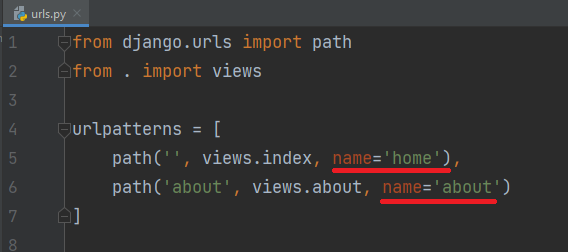 urls.py
1 from django.urls import path
2 from . import views
3
4 urlpatterns = [
5 path('', views.index, name='home'),
6 path('about', views.about, name='about')
7 ]
8